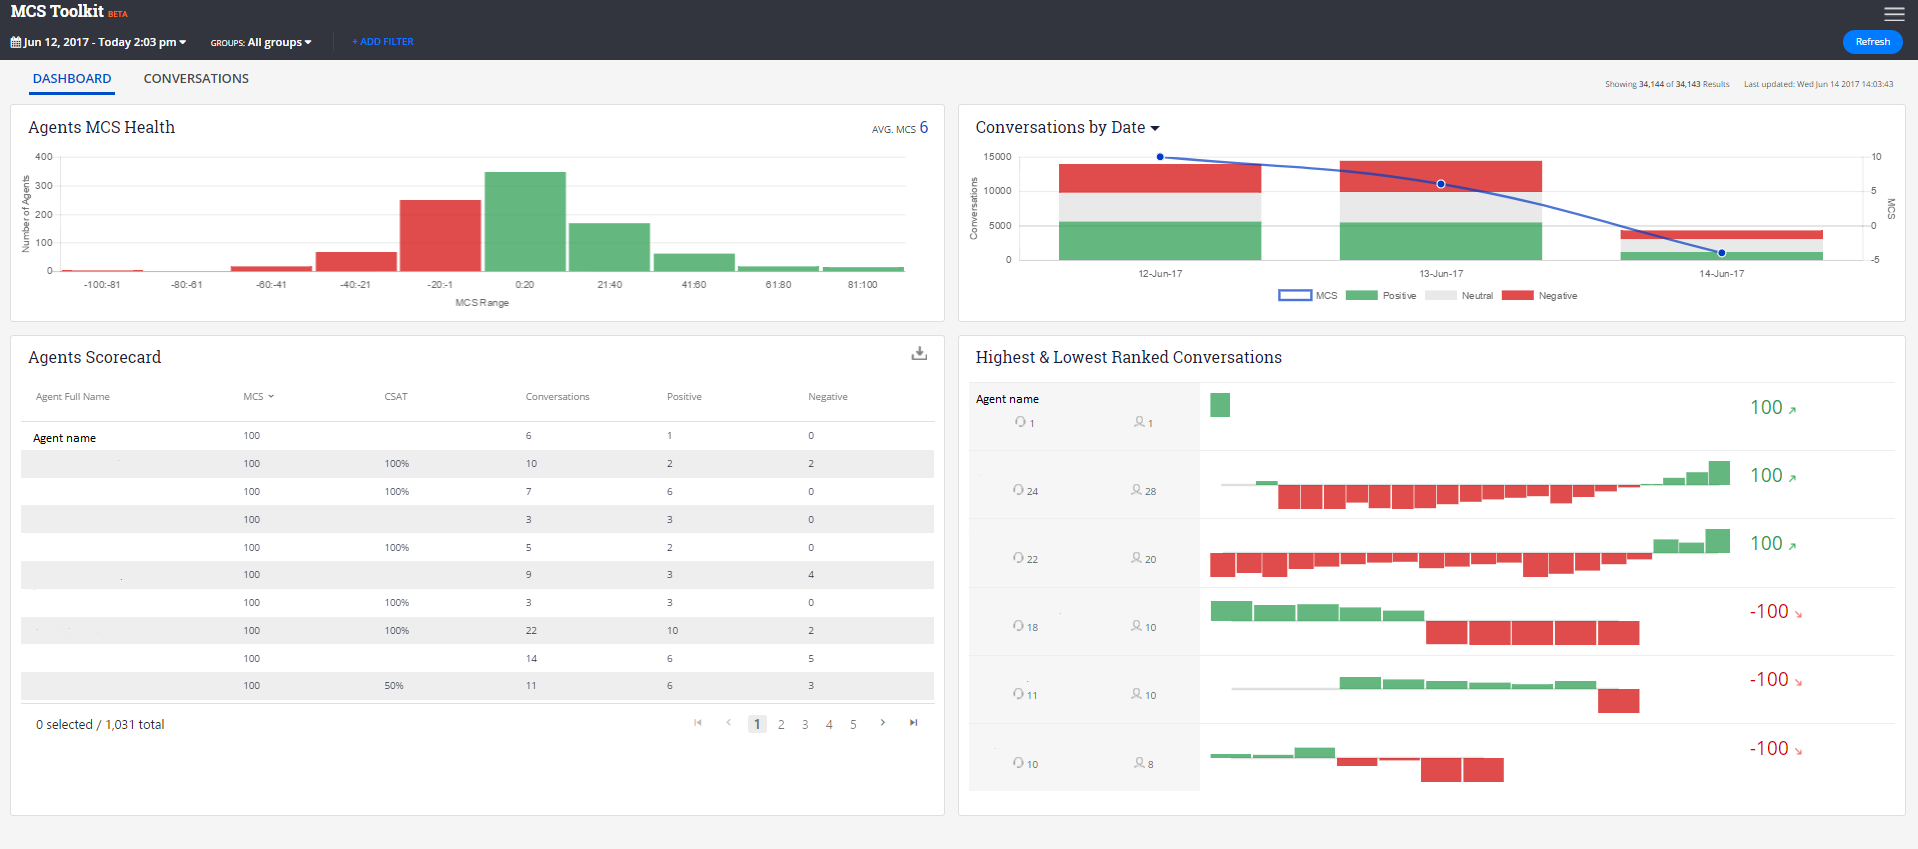 MCS Toolkit BETA
Jun 12, 2017 - Today 2:03 pm GROUPS: All groups + ADD FILTER Refresh
DASHBOARD CONVERSATIONS
Showing 34,144 of 34,143 Results Last updated: Wed Jun 14 2017 14:03:43
Agents MCS Health AVG. MCS 6
Number of Agents
400
300
200
100
0
-100:-81 -80:-61 -60:-41 -40:-21 -20:-1 0:20 21:40 41:60 61:80 81:100
MCS Range
Conversations by Date
Conversations
15000 10
10000 5
5000 0
0 -5
MCS
12-Jun-17 13-Jun-17 14-Jun-17
MCS Positive Neutral Negative
Agents Scorecard
Agent Full Name MCS CSAT Conversations Positive Negative
Agent name 100 6 1 0
100 100% 10 2 2
100 100% 7 6 0
100 3 3 0
100 100% 5 2 0
100 9 3 4
100 100% 3 3 0
100 100% 22 10 2
100 14 6 5
100 50% 11 6 3
0 selected / 1,031 total 1 2 3 4 5
Highest & Lowest Ranked Conversations
Agent name
1 1 100
24 28 100
22 20 100
18 10 -100
11 10 -100
10 8 -100